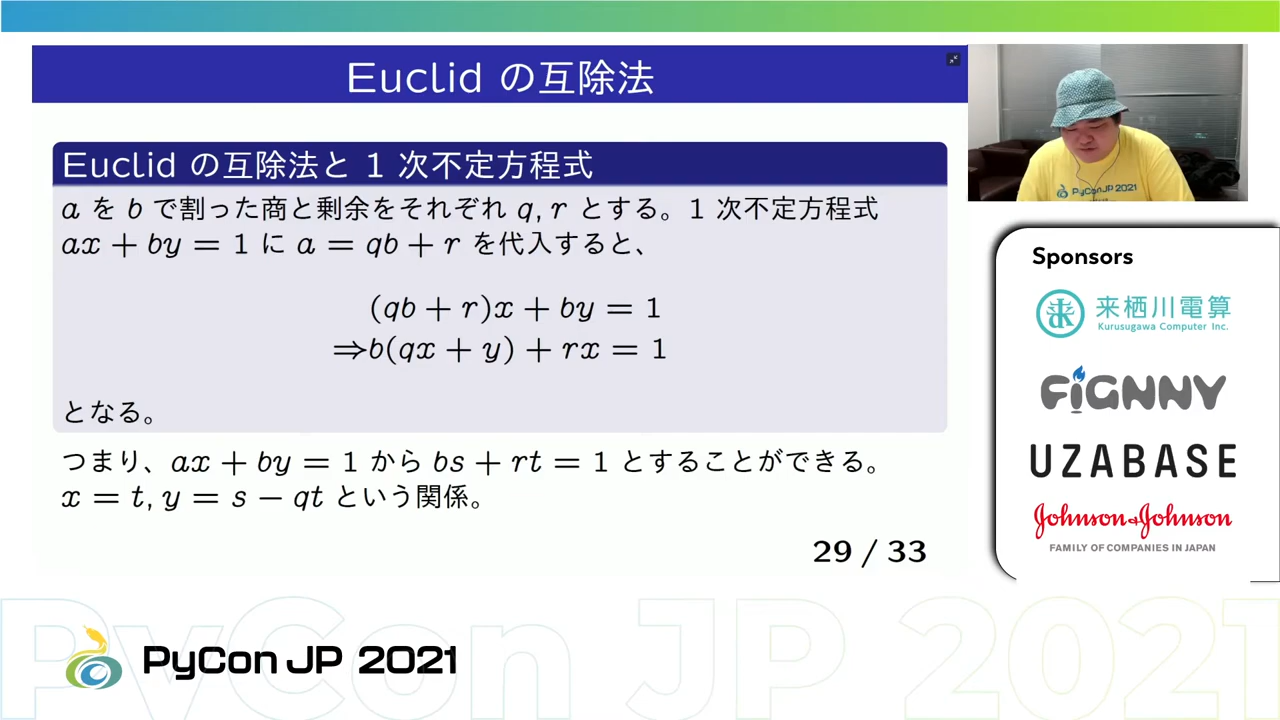 Euclid の互除法
Euclid の互除法と 1 次不定方程式
a を b で割った商と剰余をそれぞれ q, r とする。1 次不定方程式
ax + by = 1 に a = qb + r を代入すると、
(qb + r)x + by = 1
⇒b(qx + y) + rx = 1
となる。
つまり、ax + by = 1 から bs + rt = 1 とすることができる。
x = t, y = s − qt という関係。
29 / 33
PyCon JP 2021
Sponsors
来栖川電算
Kurusugawa Computer Inc.
FiGNNY
UZABASE
Johnson & Johnson
FAMILY OF COMPANIES IN JAPAN
PyCon JP 2021
PyCon JP 2021